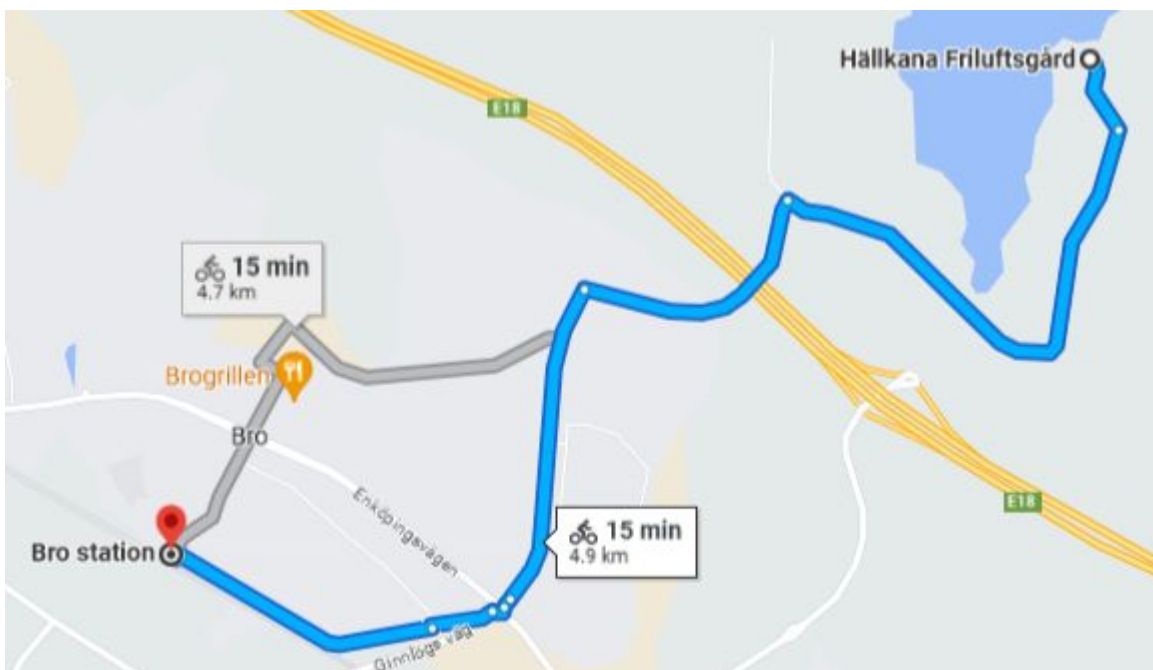 Hällkana Friluftsgård
E18
15 min
4.7 km
Brogrillen
Bro
Enköpingsvägen
E18
15 min
4.9 km
Bro station
Ginnlögs väg